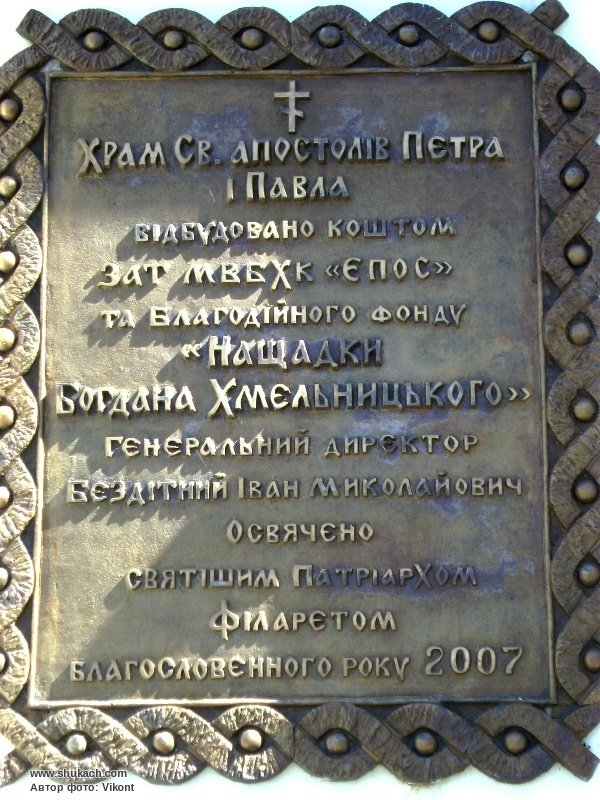 Храм Св. апостолів Петра
і Павла
відбудовано коштом
ЗАТ МВБХК «Єпос»
та Благодійного фонду
«Нащадки
Богдана Хмельницького»
Генеральний директор
Бездітний Іван Миколайович
Освячено
святішим Патріархом
Філаретом
благословенного року 2007
www.shukach.com
Автор фото: Vikont